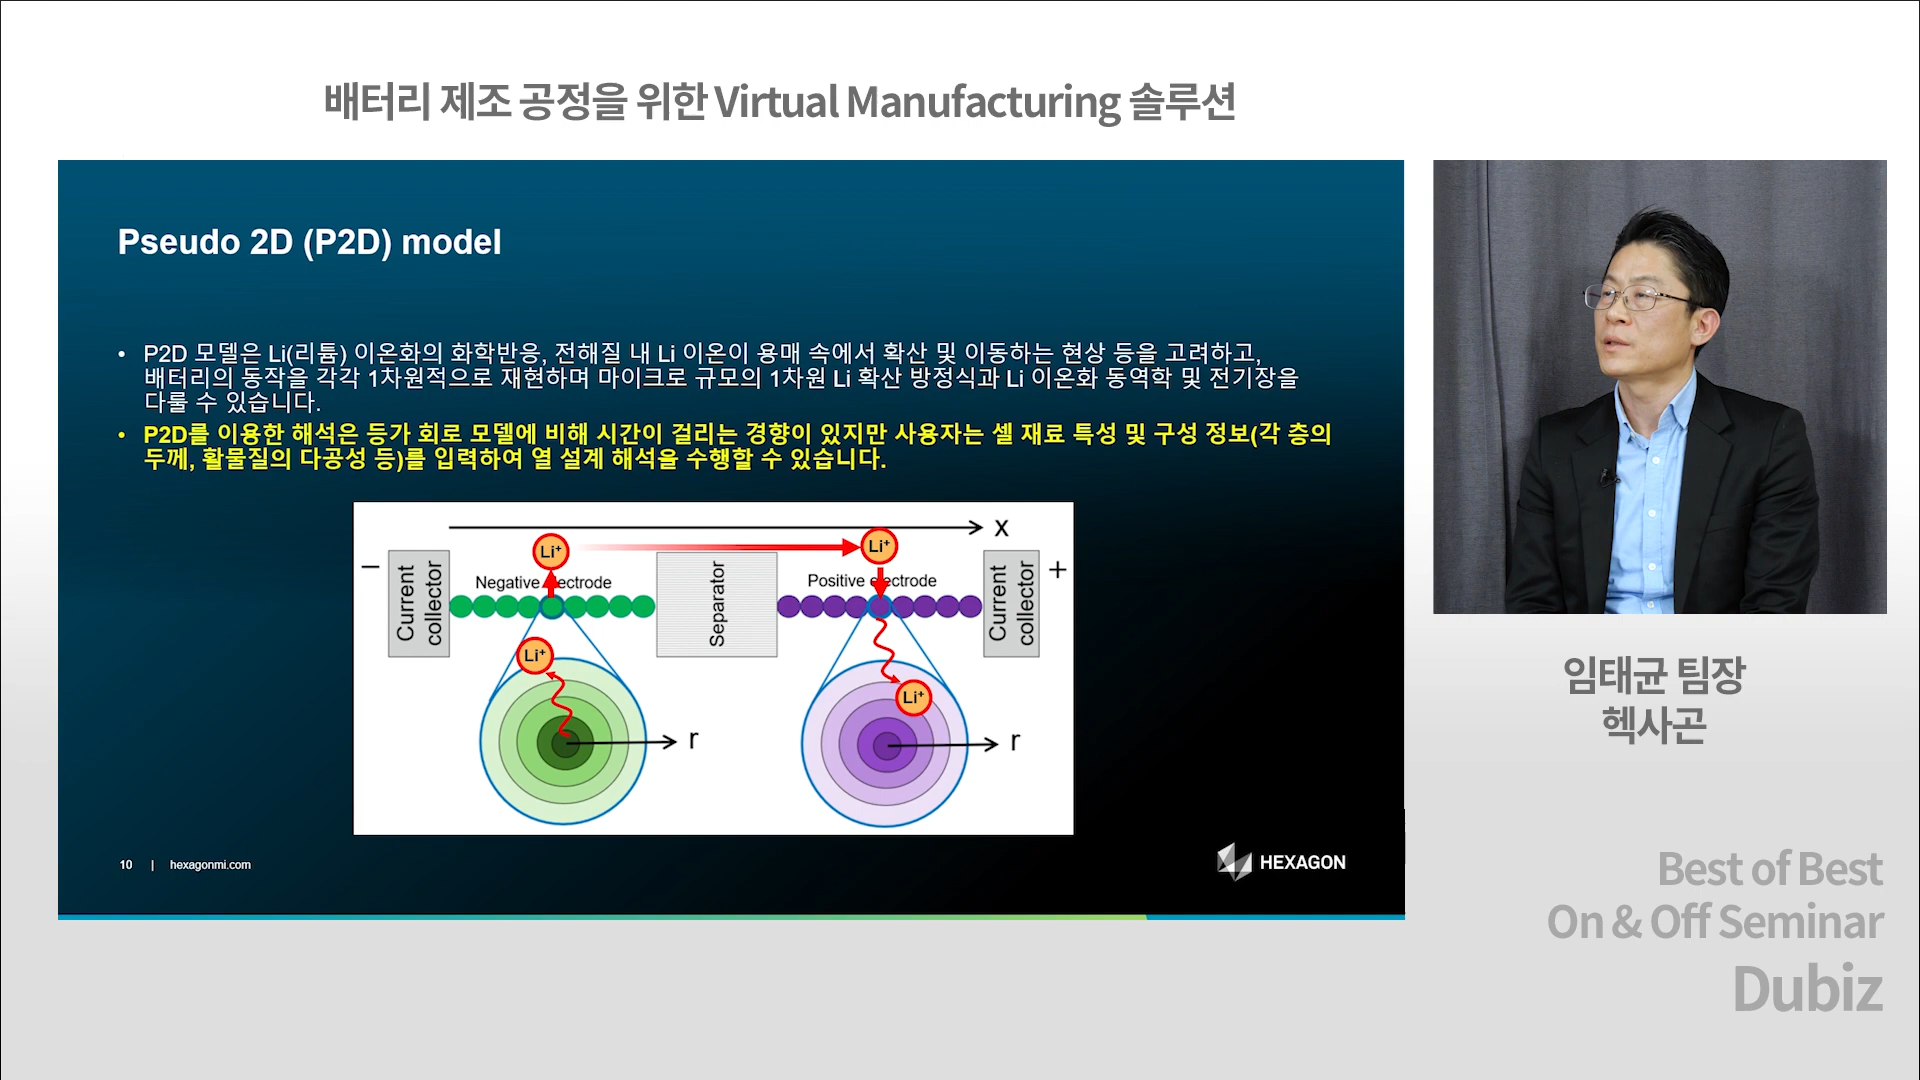 배터리 제조 공정을 위한 Virtual Manufacturing 솔루션
Pseudo 2D (P2D) model
• P2D 모델은 Li(리튬) 이온화의 화학반응, 전해질 내 Li 이온이 용매 속에서 확산 및 이동하는 현상 등을 고려하고,
배터리의 동작을 각각 1차원적으로 재현하며 마이크로 규모의 1차원 Li 확산 방정식과 Li 이온화 동역학 및 전기장을
다룰 수 있습니다.
• P2D를 이용한 해석은 등가 회로 모델에 비해 시간이 걸리는 경향이 있지만 사용자는 셀 재료 특성 및 구성 정보(각 층의
두께, 활물질의 다공성 등)를 입력하여 열 설계 해석을 수행할 수 있습니다.
x
Li⁺
Li⁺
−
Current
collector
Negative electrode
Separator
Positive electrode
Current
collector
+
Li⁺
Li⁺
r
r
10 | hexagonmi.com
HEXAGON
임태균 팀장
헥사곤
Best of Best
On & Off Seminar
Dubiz